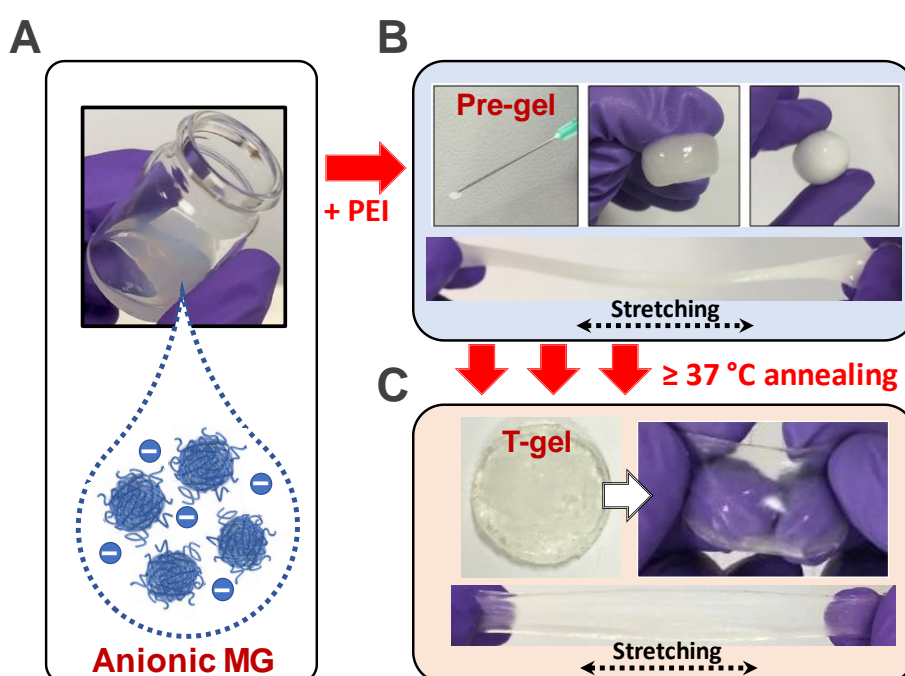 A
Anionic MG
+ PEI
B
Pre-gel
Stretching
≥ 37 °C annealing
C
T-gel
Stretching